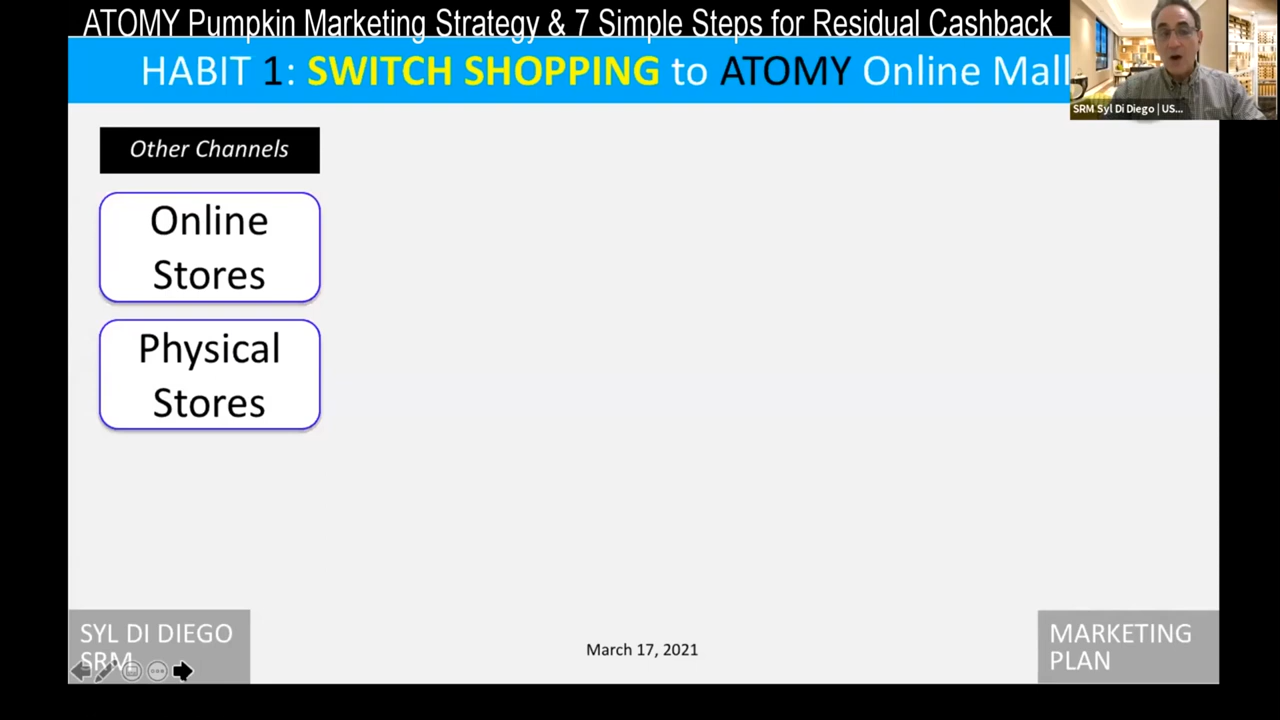 ATOMY Pumpkin Marketing Strategy & 7 Simple Steps for Residual Cashback
HABIT 1: SWITCH SHOPPING to ATOMY Online Mall
SRM Syl Di Diego | US...
Other Channels
Online
Stores
Physical
Stores
SYL DI DIEGO
SRM
March 17, 2021
MARKETING
PLAN